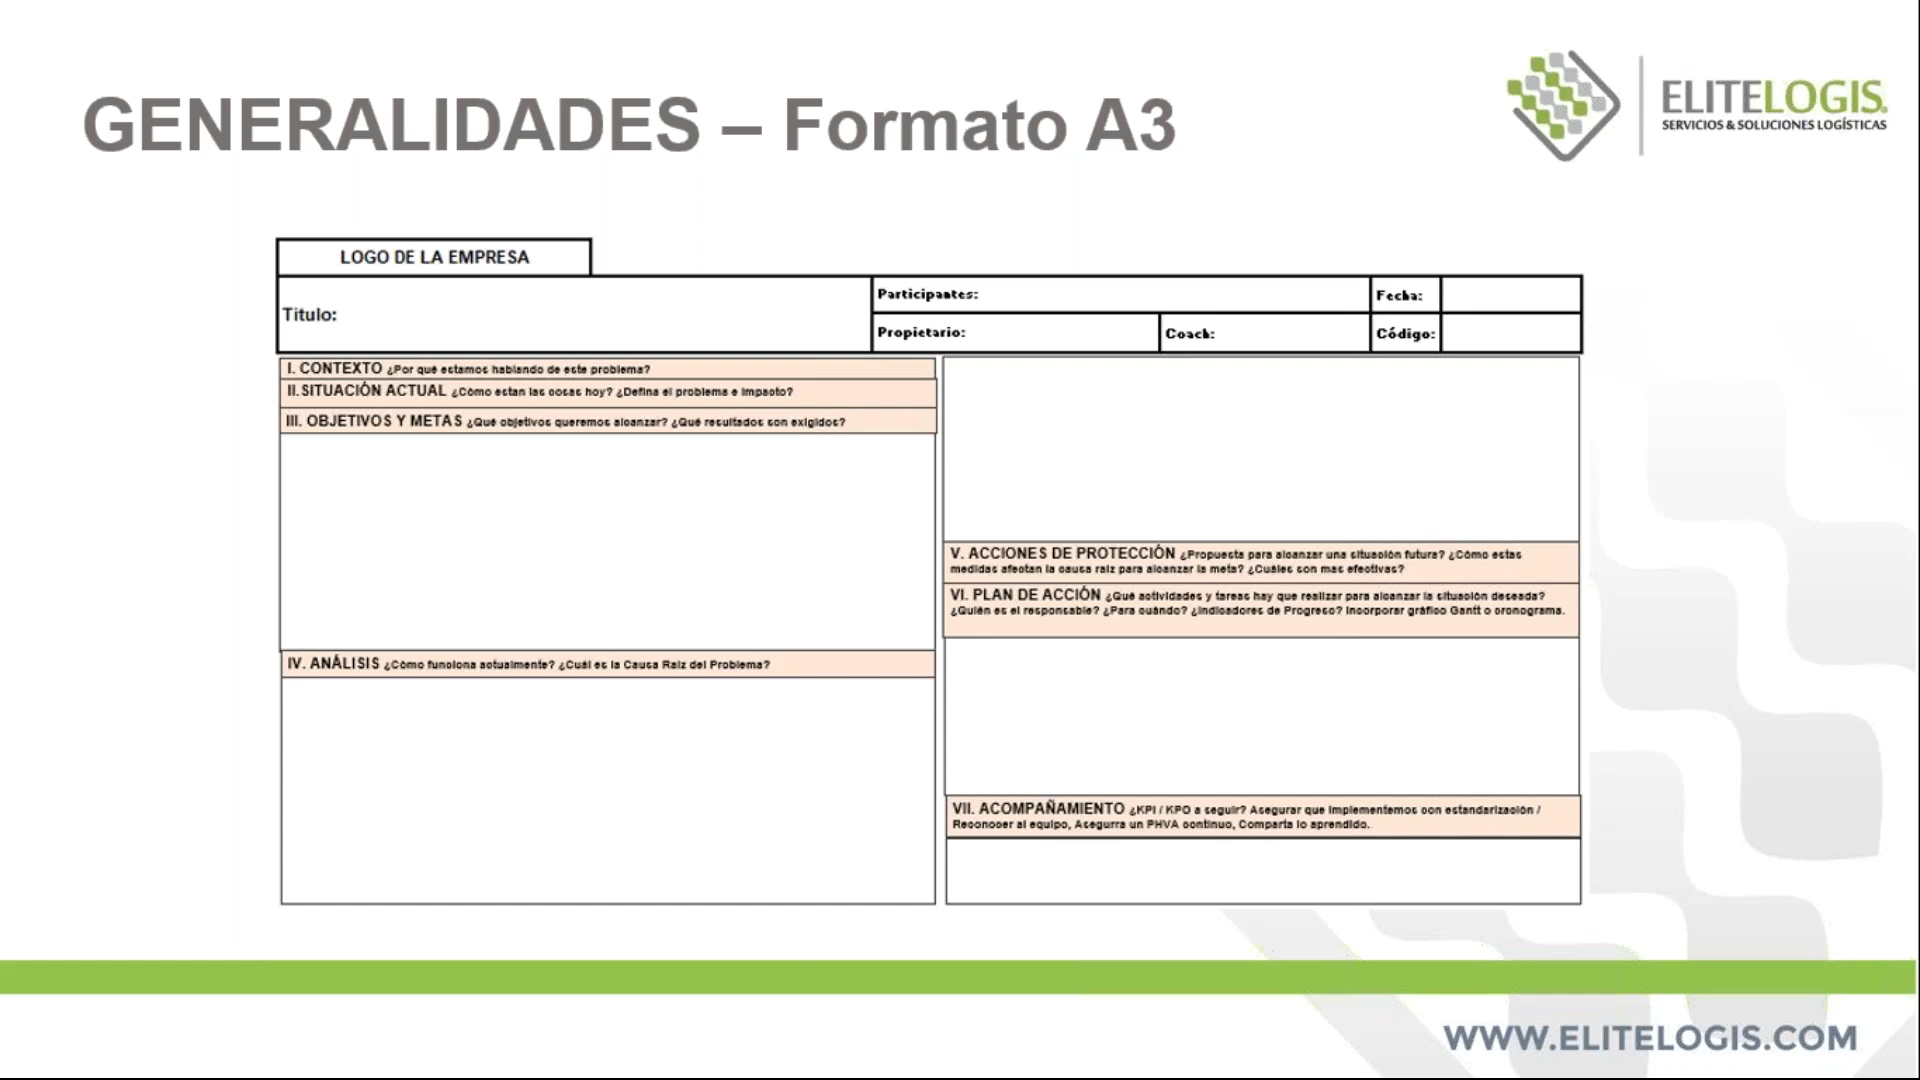 GENERALIDADES – Formato A3
ELITELOGIS
SERVICIOS & SOLUCIONES LOGÍSTICAS
LOGO DE LA EMPRESA
Titulo:
Participantes:
Fecha:
Propietario:
Coach:
Código:
I. CONTEXTO ¿Por qué estamos hablando de este problema?
II. SITUACIÓN ACTUAL ¿Cómo estan las cosas hoy? ¿Defina el problema e impacto?
III. OBJETIVOS Y METAS ¿Qué objetivos queremos alcanzar? ¿Qué resultados son exigidos?
IV. ANÁLISIS ¿Cómo funciona actualmente? ¿Cuál es la Causa Raiz del Problema?
V. ACCIONES DE PROTECCIÓN ¿Propuesta para alcanzar una situación futura? ¿Cómo estas
medidas afectan la causa raiz para alcanzar la meta? ¿Cuáles son mas efectivas?
VI. PLAN DE ACCIÓN ¿Qué actividades y tareas hay que realizar para alcanzar la situación deseada?
¿Quién es el responsable? ¿Para cuándo? ¿Indicadores de Progreso? Incorporar gráfico Gantt o cronograma.
VII. ACOMPAÑAMIENTO ¿KPI / KPO a seguir? Asegurar que implementemos con estandarización /
Reconocer al equipo, Asegurra un PHVA continuo, Comparta lo aprendido.
WWW.ELITELOGIS.COM